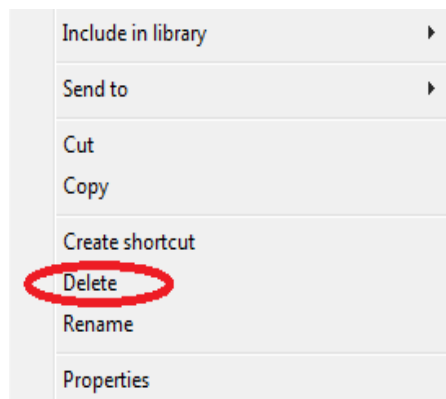 Include in library
Send to
Cut
Copy
Create shortcut
Delete
Rename
Properties